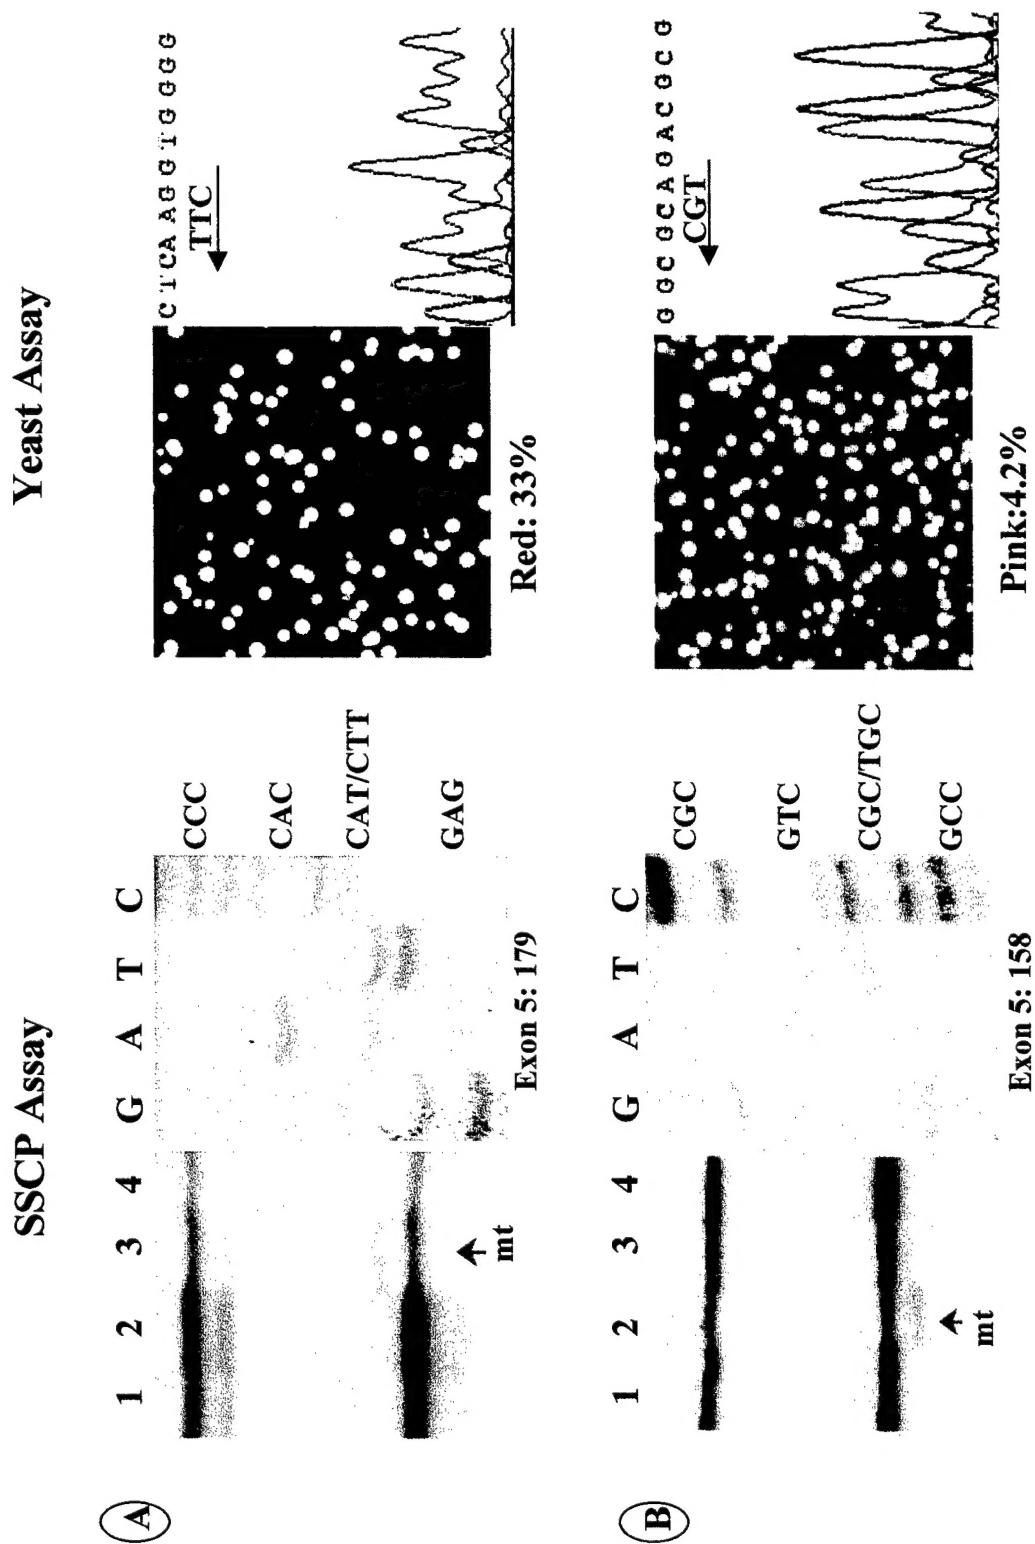 SSCP Assay
Yeast Assay
A
1 2 3 4
G A T C
CCC
CAC
CAT/CTT
GAG
mt
Exon 5: 179
C T C A A G G T G G G G
TTC
Red: 33%
B
1 2 3 4
G A T C
CGC
GTC
CGC/TGC
GCC
mt
Exon 5: 158
G G C G C A G A C G C G
CGT
Pink:4.2%